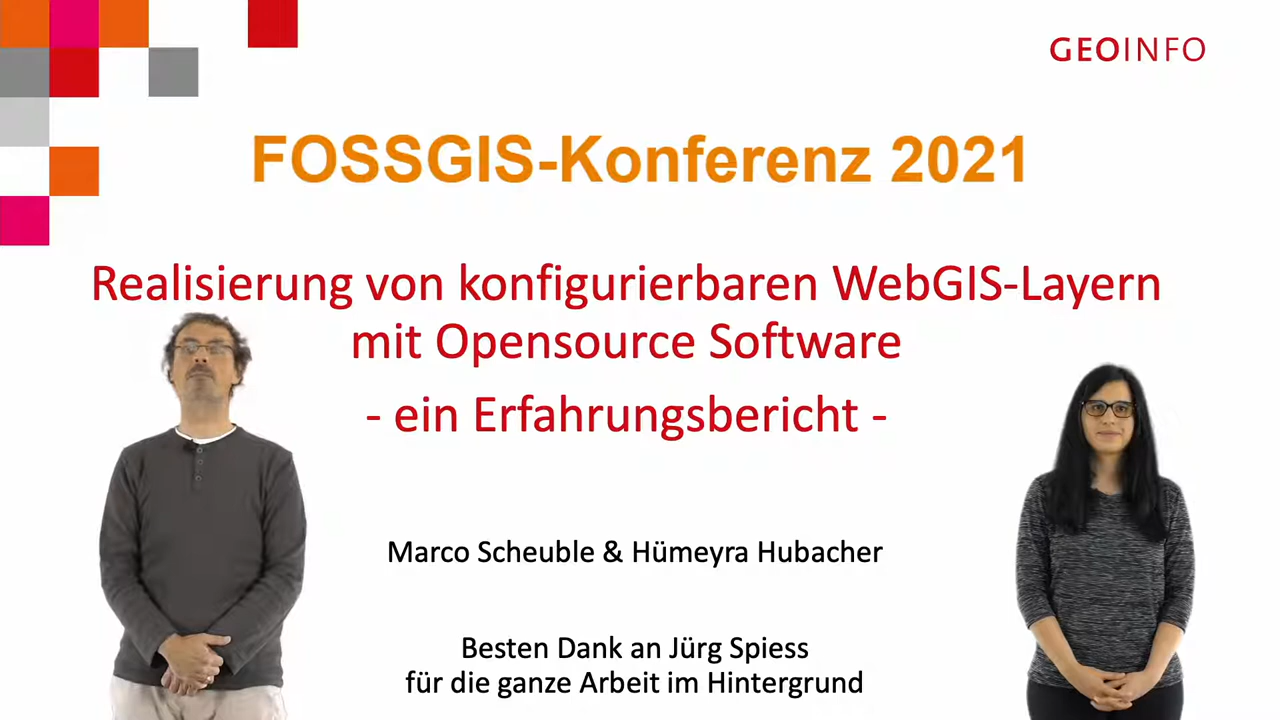 GEOINFO
FOSSGIS-Konferenz 2021
Realisierung von konfigurierbaren WebGIS-Layern
mit Opensource Software
- ein Erfahrungsbericht -
Marco Scheuble & Hümeyra Hubacher
Besten Dank an Jürg Spiess
für die ganze Arbeit im Hintergrund